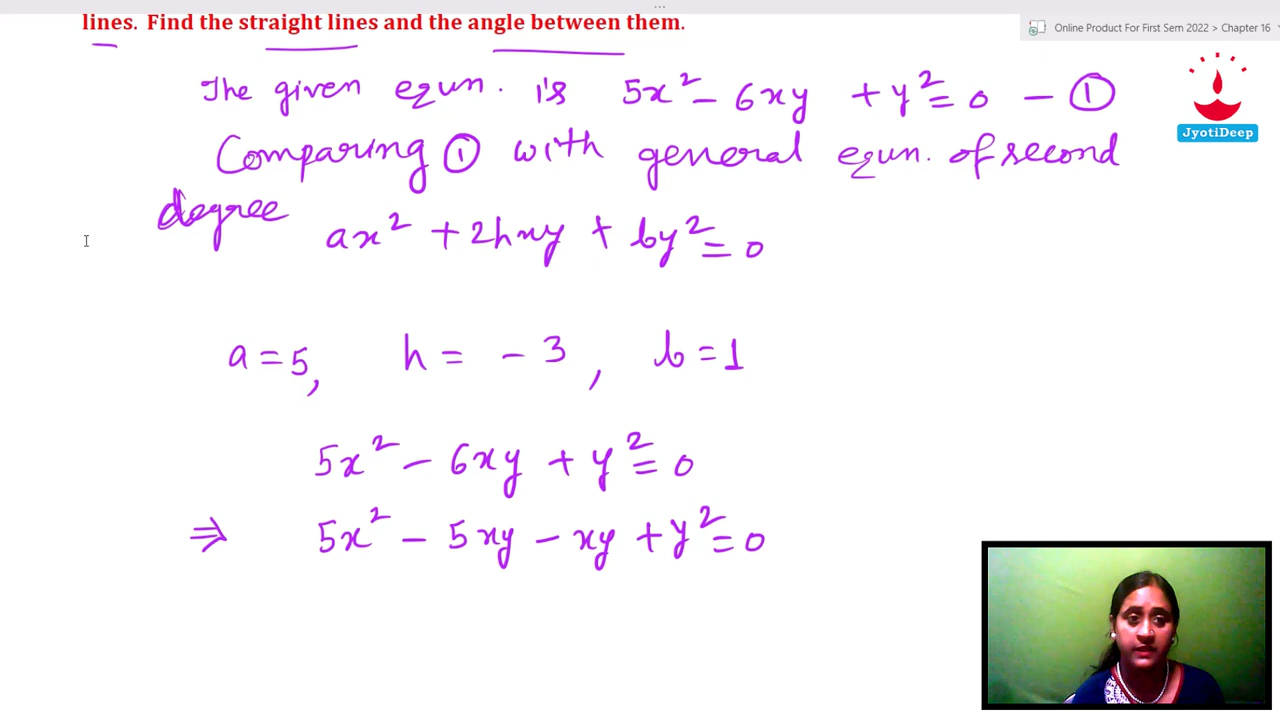 lines. Find the straight lines and the angle between them.
Online Product For First Sem 2022 > Chapter 16
JyotiDeep
The given equn. is 5x² - 6xy + y² = 0 - ①
Comparing ① with general equn. of second
degree ax² + 2hxy + by² = 0
a = 5, h = - 3, b = 1
5x² - 6xy + y² = 0
⇒ 5x² - 5xy - xy + y² = 0